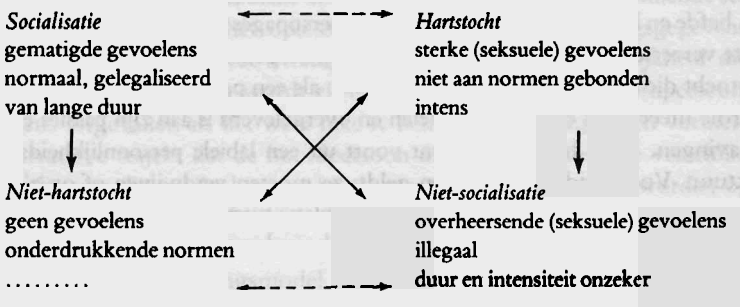 Socialisatie
gematigde gevoelens
normaal, gelegaliseerd
van lange duur
Hartstocht
sterke (seksuele) gevoelens
niet aan normen gebonden
intens
Niet-hartstocht
geen gevoelens
onderdrukkende normen
.........
Niet-socialisatie
overheersende (seksuele) gevoelens
illegaal
duur en intensiteit onzeker